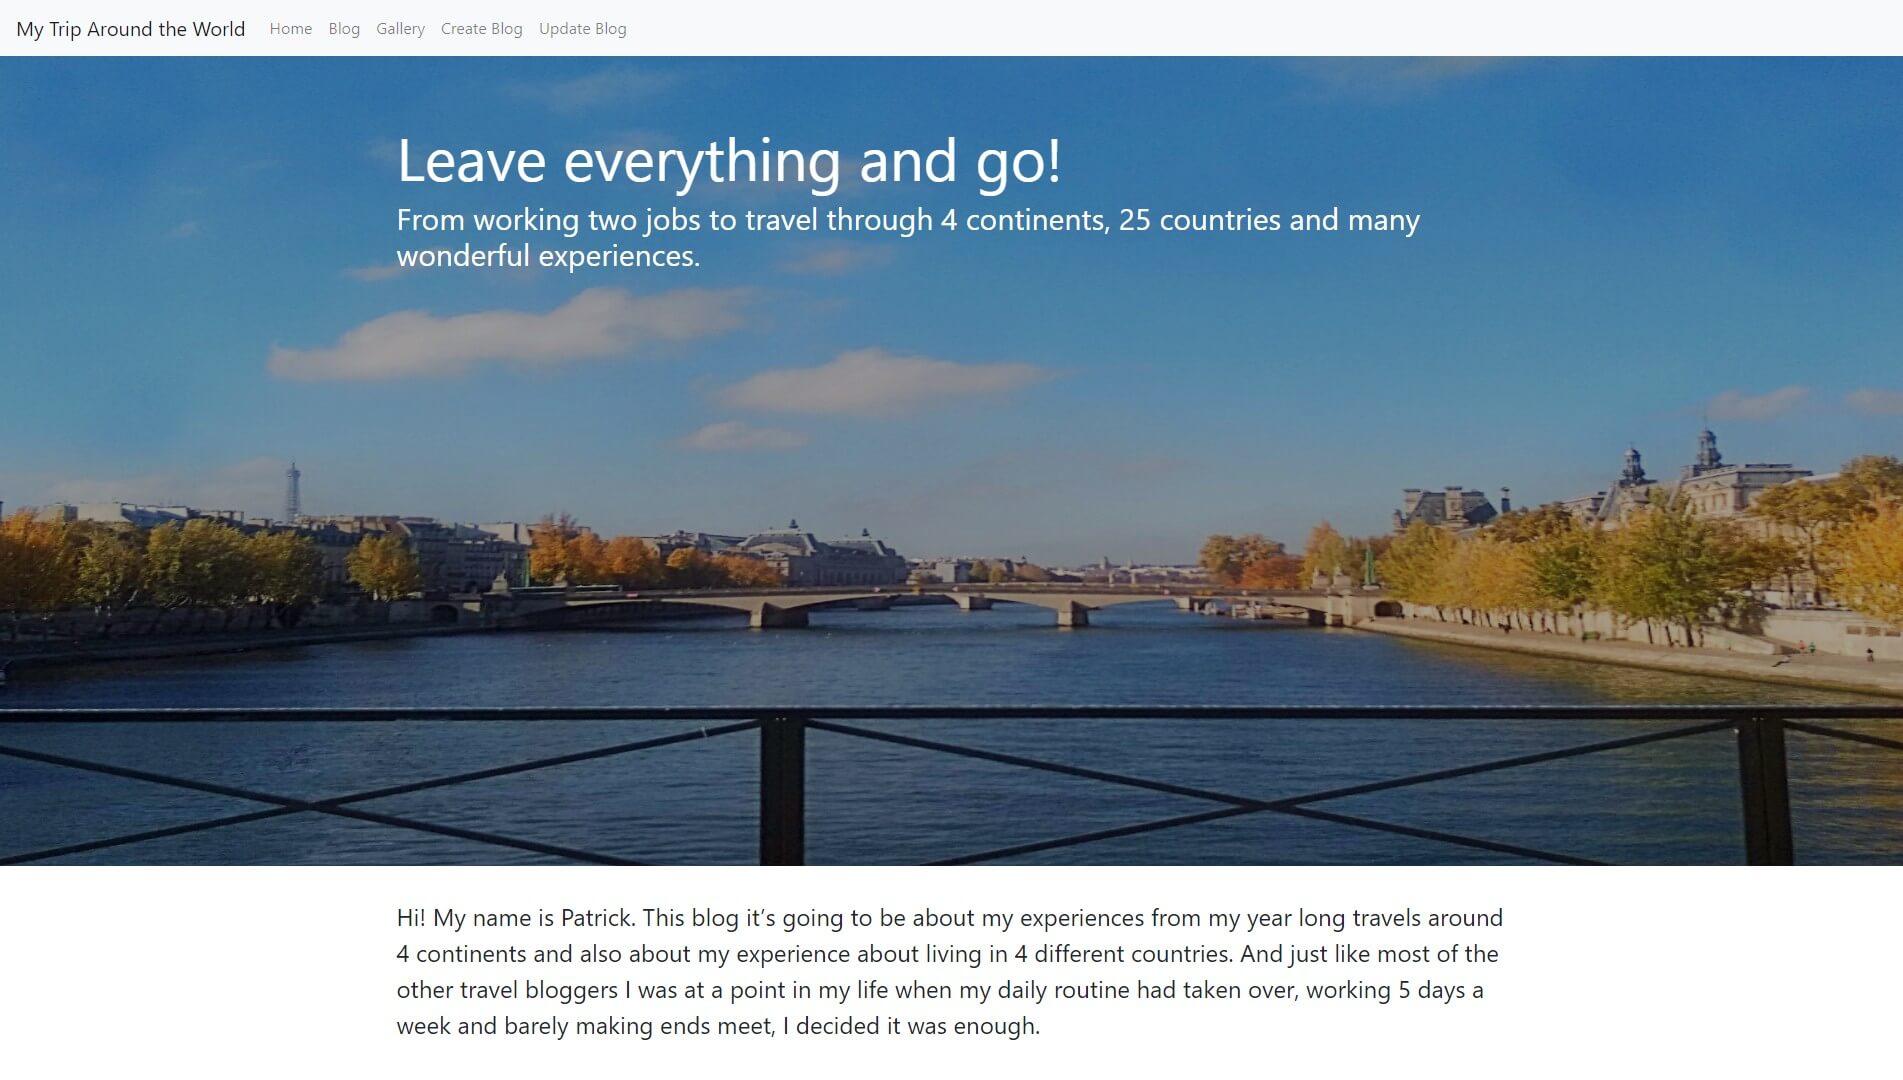 My Trip Around the World Home Blog Gallery Create Blog Update Blog
Leave everything and go!
From working two jobs to travel through 4 continents, 25 countries and many
wonderful experiences.
Hi! My name is Patrick. This blog it’s going to be about my experiences from my year long travels around
4 continents and also about my experience about living in 4 different countries. And just like most of the
other travel bloggers I was at a point in my life when my daily routine had taken over, working 5 days a
week and barely making ends meet, I decided it was enough.